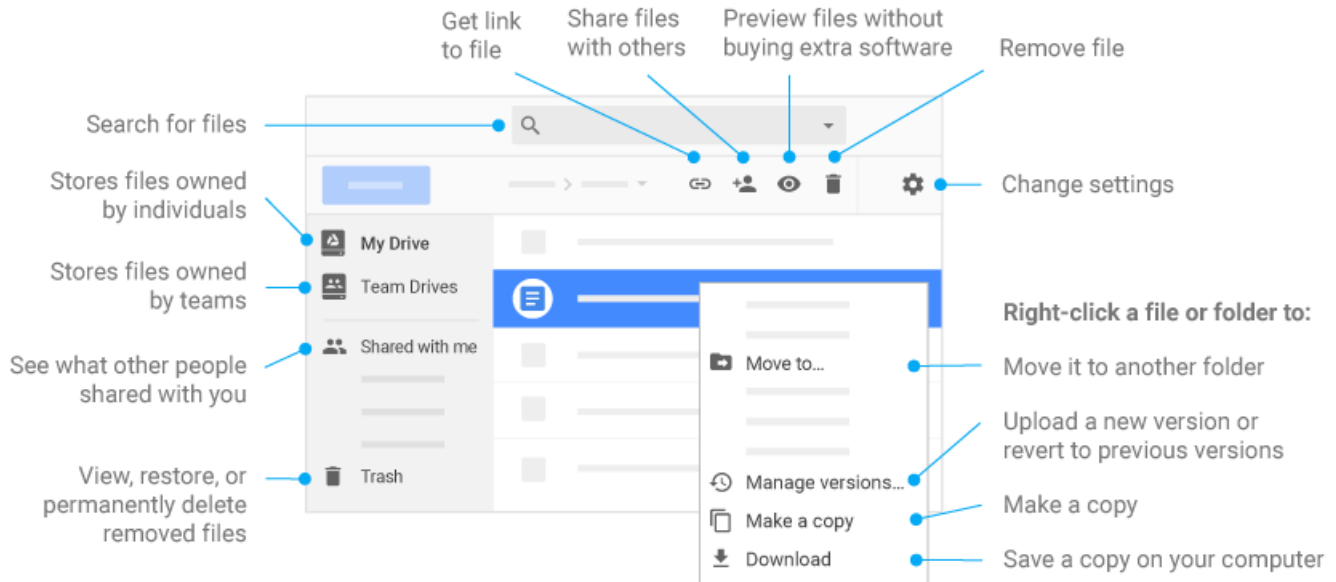 Get link
to file
Share files
with others
Preview files without
buying extra software
Remove file
Search for files
Change settings
Stores files owned
by individuals
My Drive
Stores files owned
by teams
Team Drives
See what other people
shared with you
Shared with me
View, restore, or
permanently delete
removed files
Trash
Right-click a file or folder to:
Move to...
Move it to another folder
Manage versions...
Upload a new version or
revert to previous versions
Make a copy
Make a copy
Download
Save a copy on your computer